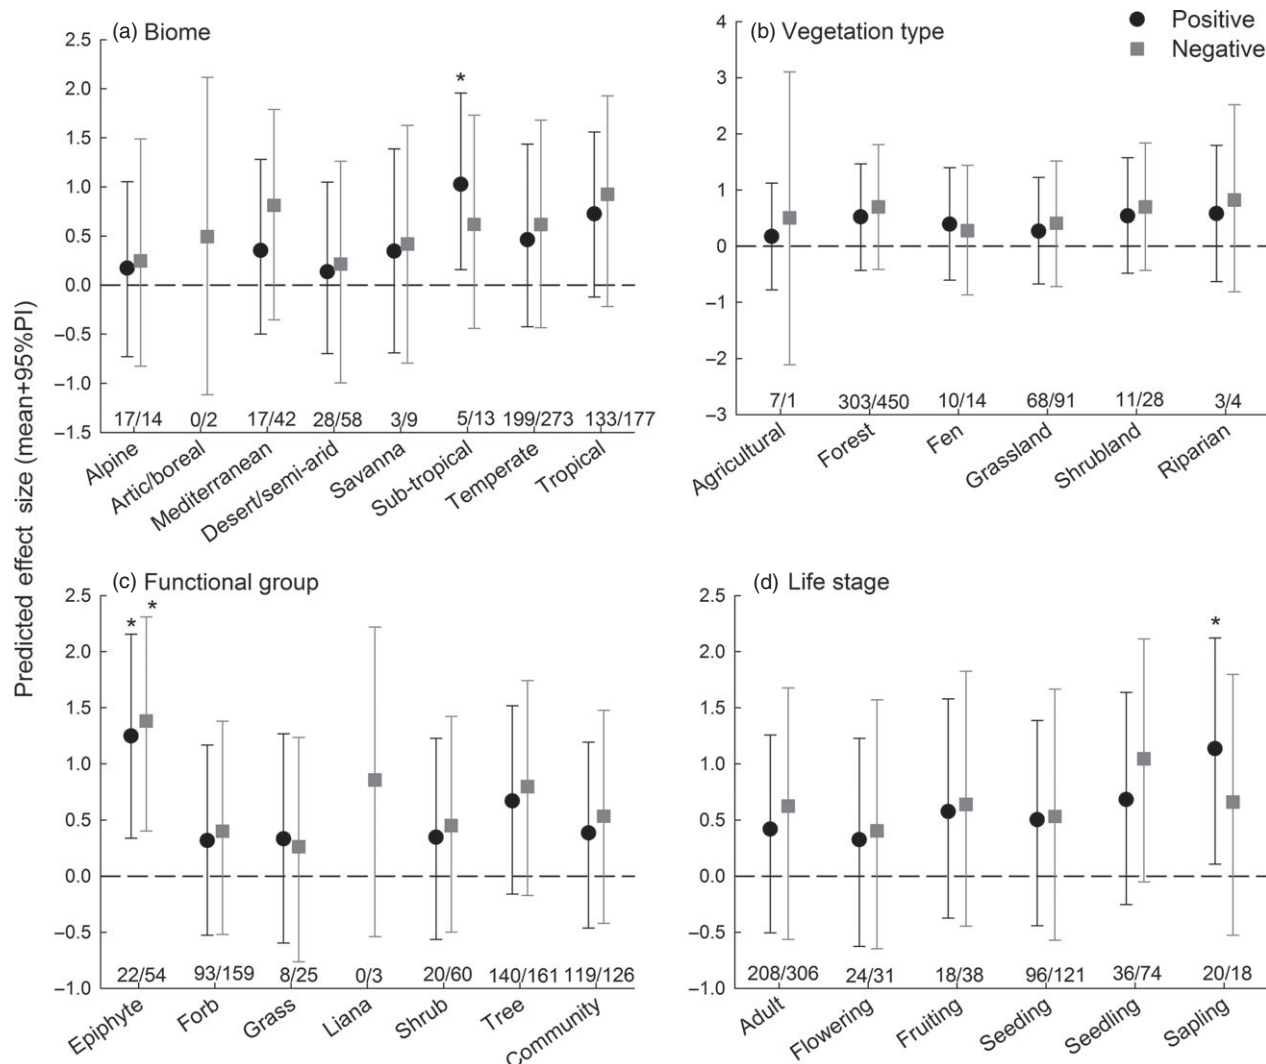 Predicted effect size (mean+95%PI)
(a) Biome
2.5
2.0
1.5
1.0
0.5
0.0
–0.5
–1.0
–1.5
*
17/14
0/2
17/42
28/58
3/9
5/13
199/273
133/177
Alpine
Artic/boreal
Mediterranean
Desert/semi-arid
Savanna
Sub-tropical
Temperate
Tropical
(b) Vegetation type
Positive
Negative
4
3
2
1
0
–1
–2
–3
7/1
303/450
10/14
68/91
11/28
3/4
Agricultural
Forest
Fen
Grassland
Shrubland
Riparian
(c) Functional group
2.5
2.0
1.5
1.0
0.5
0.0
–0.5
–1.0
*
*
22/54
93/159
8/25
0/3
20/60
140/161
119/126
Epiphyte
Forb
Grass
Liana
Shrub
Tree
Community
(d) Life stage
2.5
2.0
1.5
1.0
0.5
0.0
–0.5
–1.0
*
208/306
24/31
18/38
96/121
36/74
20/18
Adult
Flowering
Fruiting
Seeding
Seedling
Sapling